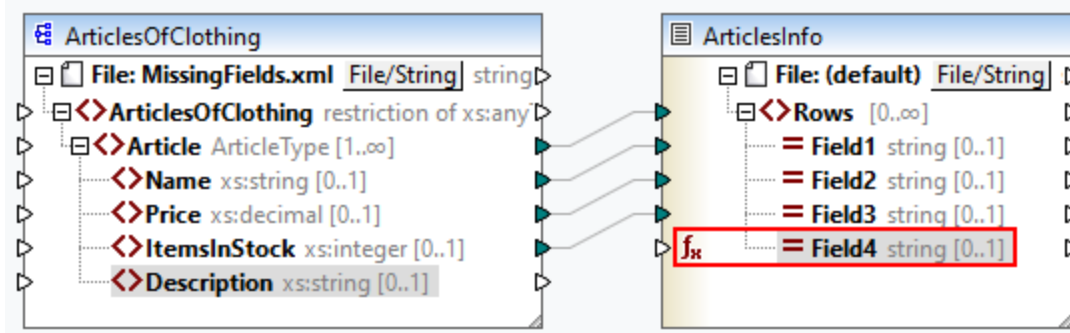 ArticlesOfClothing
File: MissingFields.xml File/String string
ArticlesOfClothing restriction of xs:any
Article ArticleType [1..∞]
Name xs:string [0..1]
Price xs:decimal [0..1]
ItemsInStock xs:integer [0..1]
Description xs:string [0..1]
ArticlesInfo
File: (default) File/String
Rows [0..∞]
Field1 string [0..1]
Field2 string [0..1]
Field3 string [0..1]
fx Field4 string [0..1]